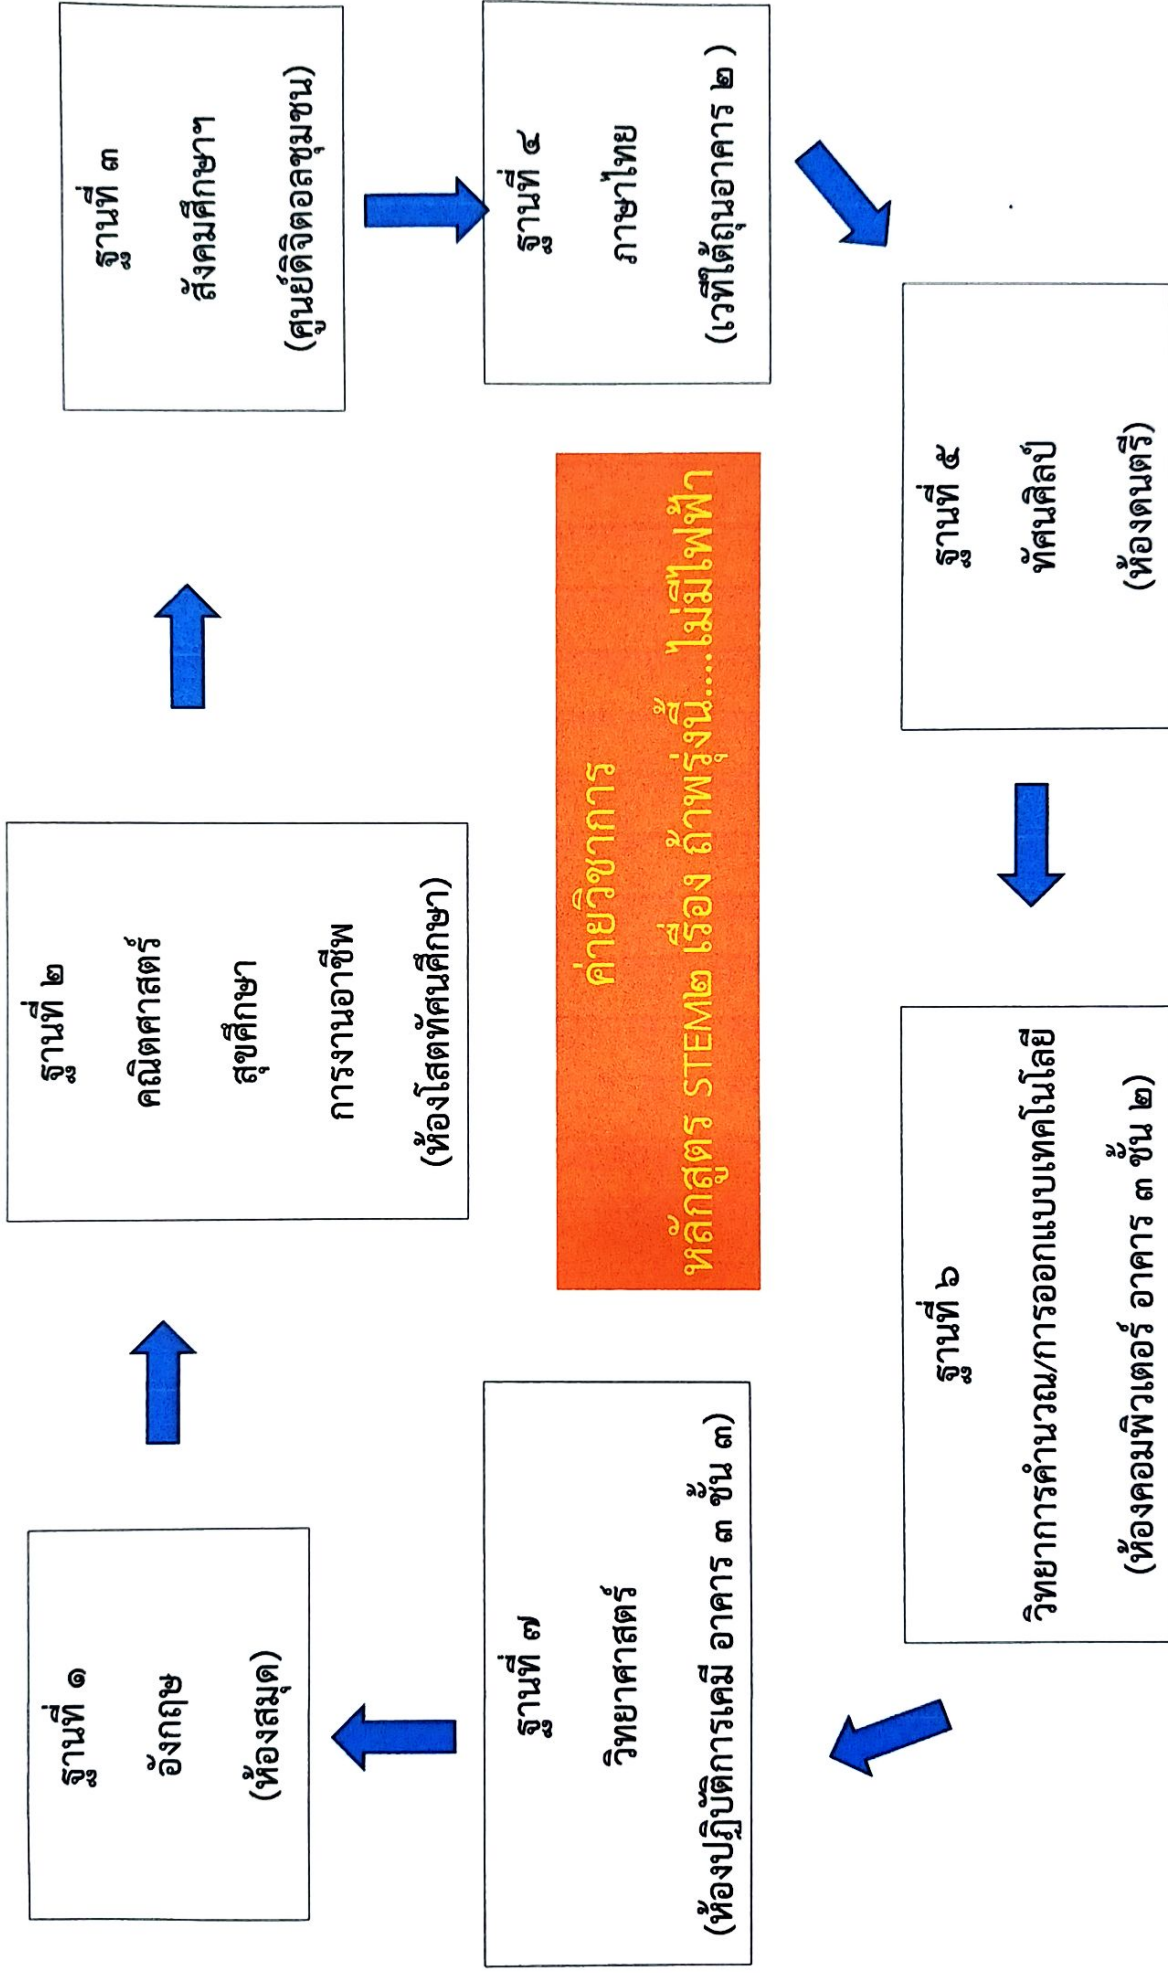 ฐานที่ ๑
อังกฤษ
(ห้องสมุด)
ฐานที่ ๒
คณิตศาสตร์
สุขศึกษา
การงานอาชีพ
(ห้องโสตทัศนศึกษา)
ฐานที่ ๓
สังคมศึกษาฯ
(ศูนย์ดิจิตอลชุมชน)
ฐานที่ ๔
ภาษาไทย
(เวทีใต้ถุนอาคาร ๒ )
ฐานที่ ๕
ทัศนศิลป์
(ห้องดนตรี)
ฐานที่ ๖
วิทยาการคำนวณ/การออกแบบเทคโนโลยี
(ห้องคอมพิวเตอร์ อาคาร ๓ ชั้น ๒)
ฐานที่ ๗
วิทยาศาสตร์
(ห้องปฏิบัติการเคมี อาคาร ๓ ชั้น ๓)
ค่ายวิชาการ
หลักสูตร STEM๒ เรื่อง ถ้าพรุ่งนี้....ไม่มีไฟฟ้า